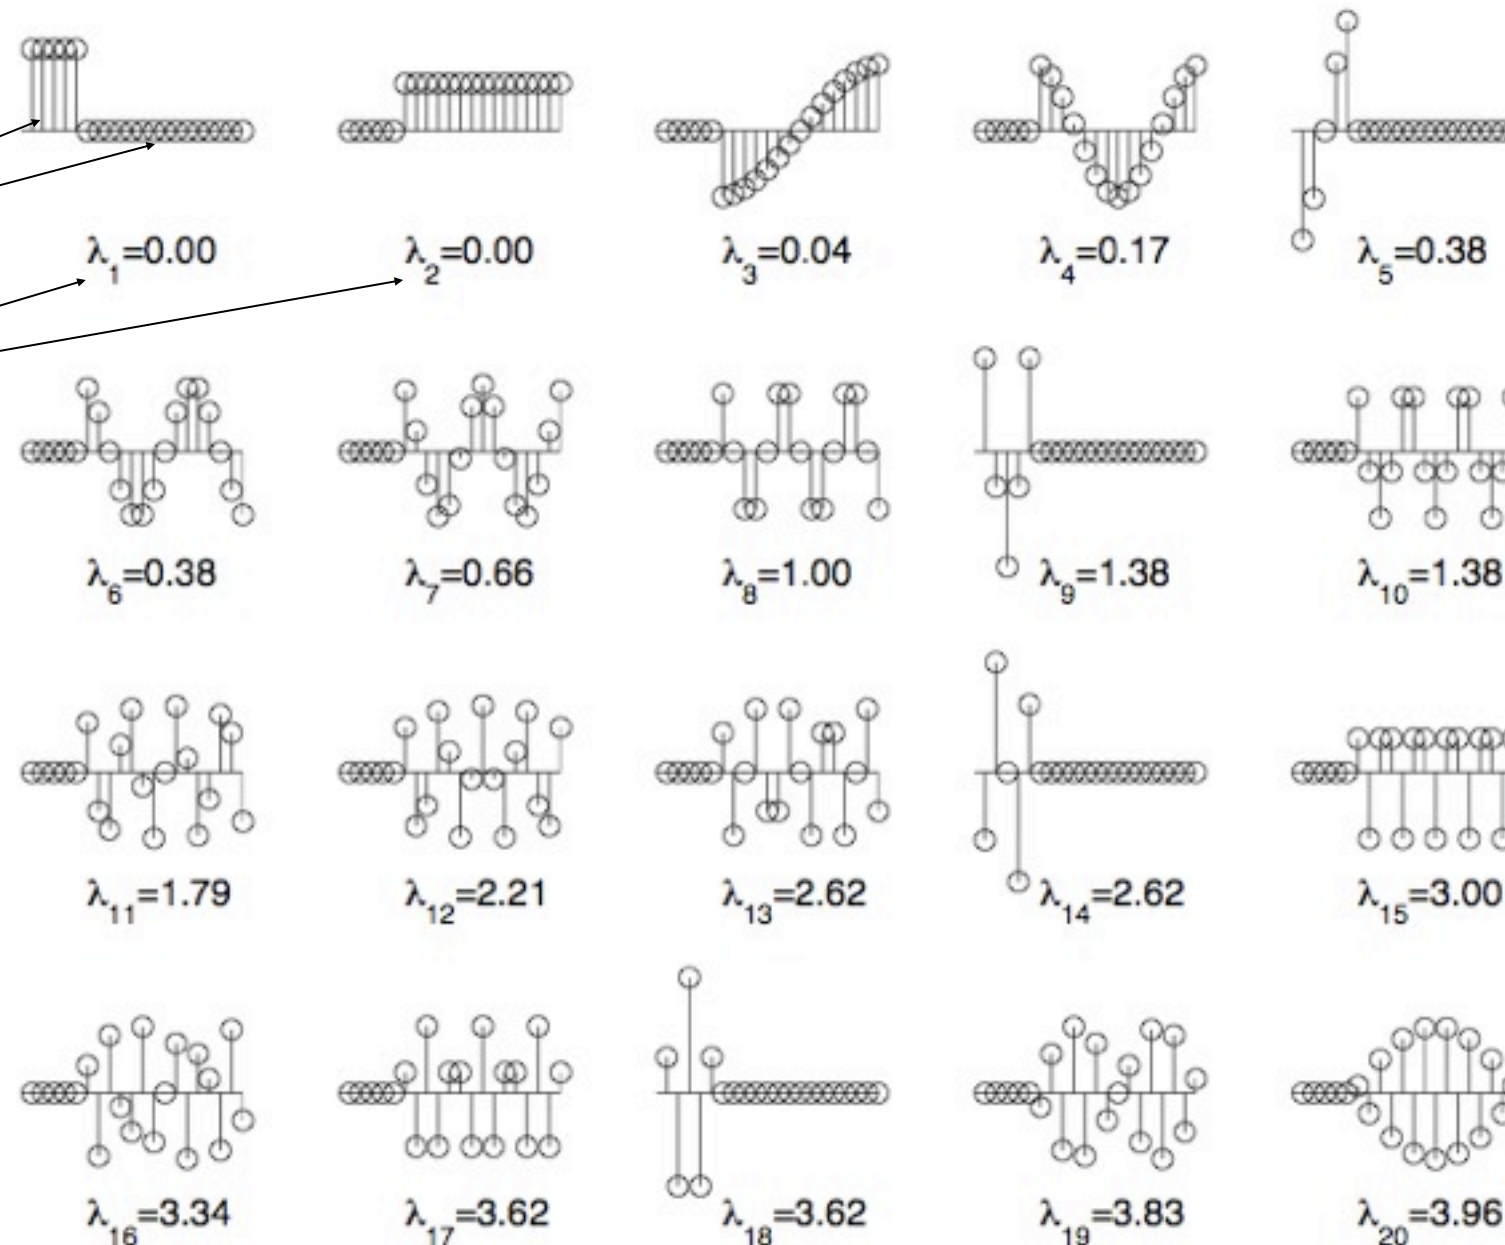 λ1=0.00 λ2=0.00 λ3=0.04 λ4=0.17 λ5=0.38
λ6=0.38 λ7=0.66 λ8=1.00 λ9=1.38 λ10=1.38
λ11=1.79 λ12=2.21 λ13=2.62 λ14=2.62 λ15=3.00
λ16=3.34 λ17=3.62 λ18=3.62 λ19=3.83 λ20=3.96